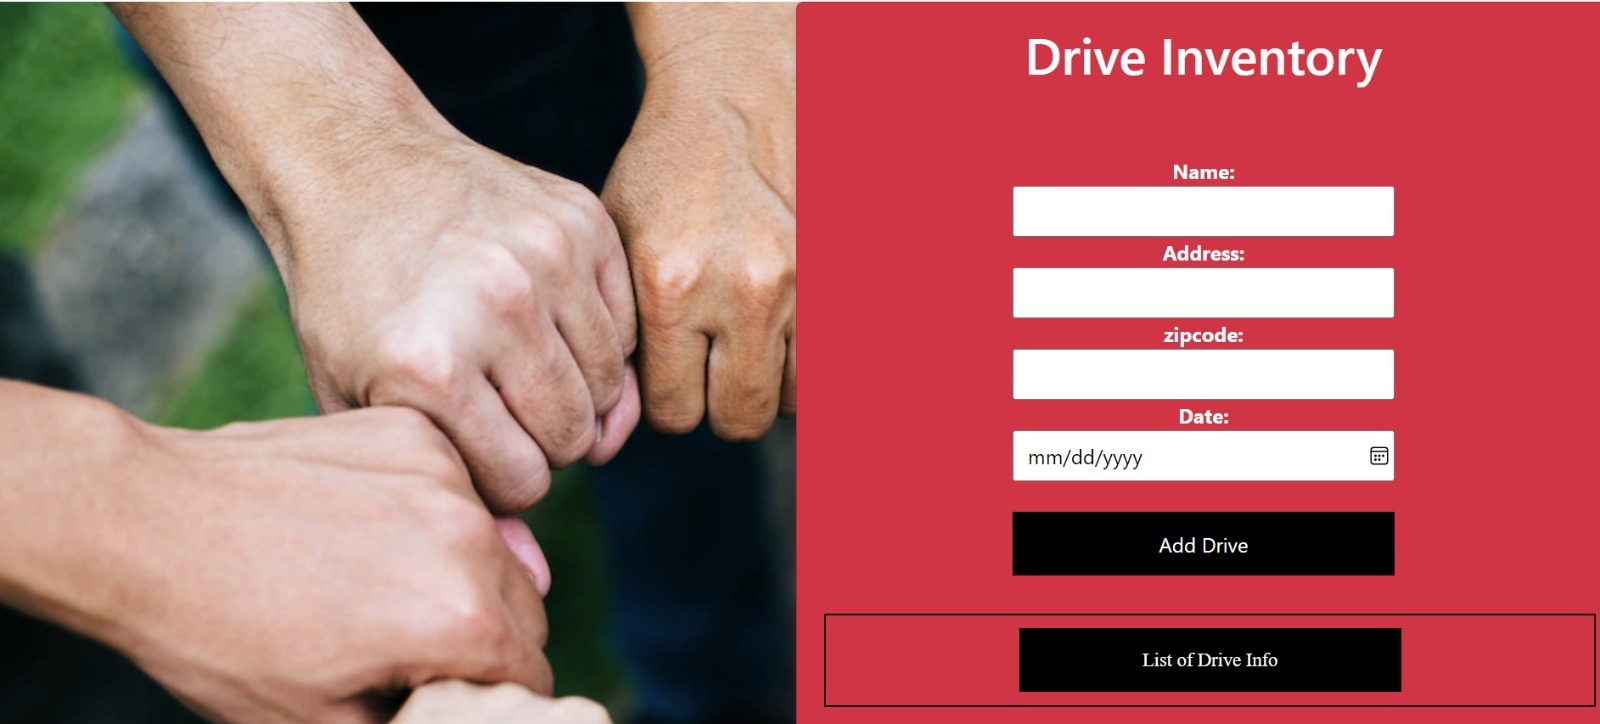 Drive Inventory
Name:
Address:
zipcode:
Date:
mm/dd/yyyy
Add Drive
List of Drive Info